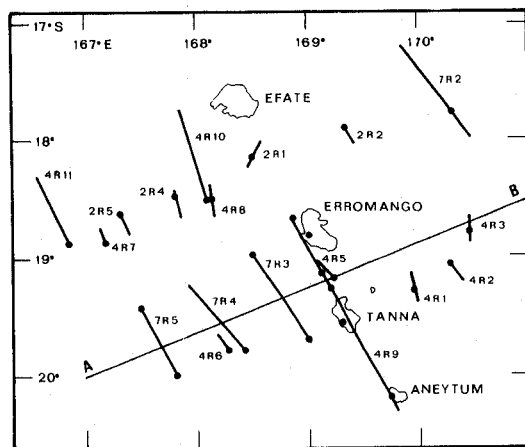 17°S
167°E
168°
169°
170°
7R2
EFATE
2R2
18°
4R10
2R1
4R11
2R4
4R8
B
2R5
ERROMANGO
4R7
4R3
4R5
19°
7R3
4R2
7R4
4R1
7R5
TANNA
4R6
4R9
A
20°
ANEYTUM